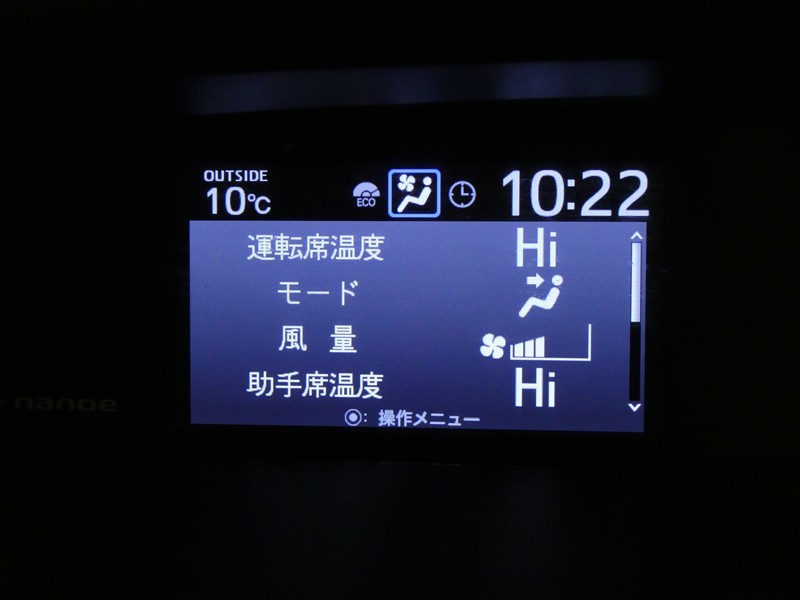 OUTSIDE
10℃
ECO
10:22
運転席温度 Hi
モード
風量
助手席温度 Hi
◉: 操作メニュー
nanoe